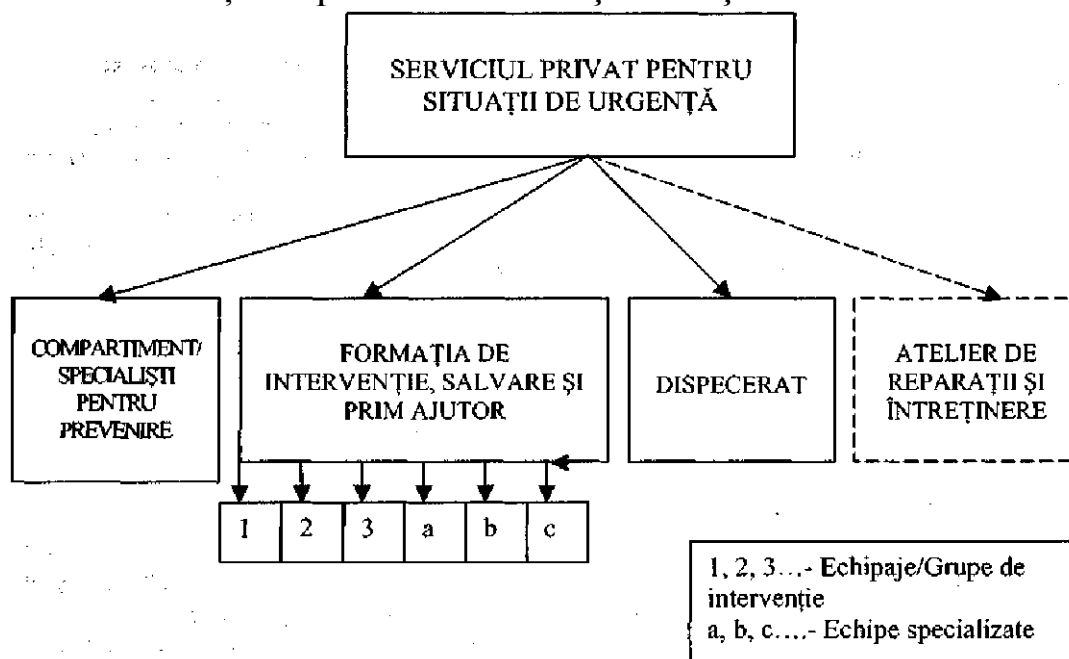 SERVICIUL PRIVAT PENTRU
SITUAȚII DE URGENȚĂ
COMPARTIMENT/
SPECIALIȘTI
PENTRU
PREVENIRE
FORMAȚIA DE
INTERVENȚIE, SALVARE ȘI
PRIM AJUTOR
DISPECERAT
ATELIER DE
REPARAȚII ȘI
ÎNTREȚINERE
1 2 3 a b c
1, 2, 3...- Echipaje/Grupe de
intervenție
a, b, c....- Echipe specializate